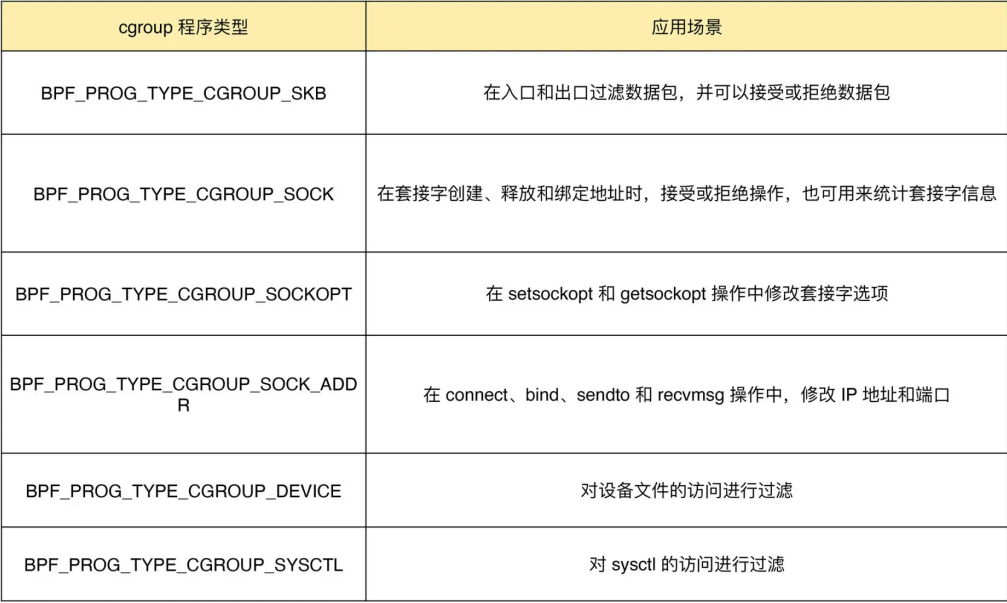 cgroup 程序类型
应用场景
BPF_PROG_TYPE_CGROUP_SKB
在入口和出口过滤数据包，并可以接受或拒绝数据包
BPF_PROG_TYPE_CGROUP_SOCK
在套接字创建、释放和绑定地址时，接受或拒绝操作，也可用来统计套接字信息
BPF_PROG_TYPE_CGROUP_SOCKOPT
在 setsockopt 和 getsockopt 操作中修改套接字选项
BPF_PROG_TYPE_CGROUP_SOCK_ADD
R
在 connect、bind、sendto 和 recvmsg 操作中，修改 IP 地址和端口
BPF_PROG_TYPE_CGROUP_DEVICE
对设备文件的访问进行过滤
BPF_PROG_TYPE_CGROUP_SYSCTL
对 sysctl 的访问进行过滤